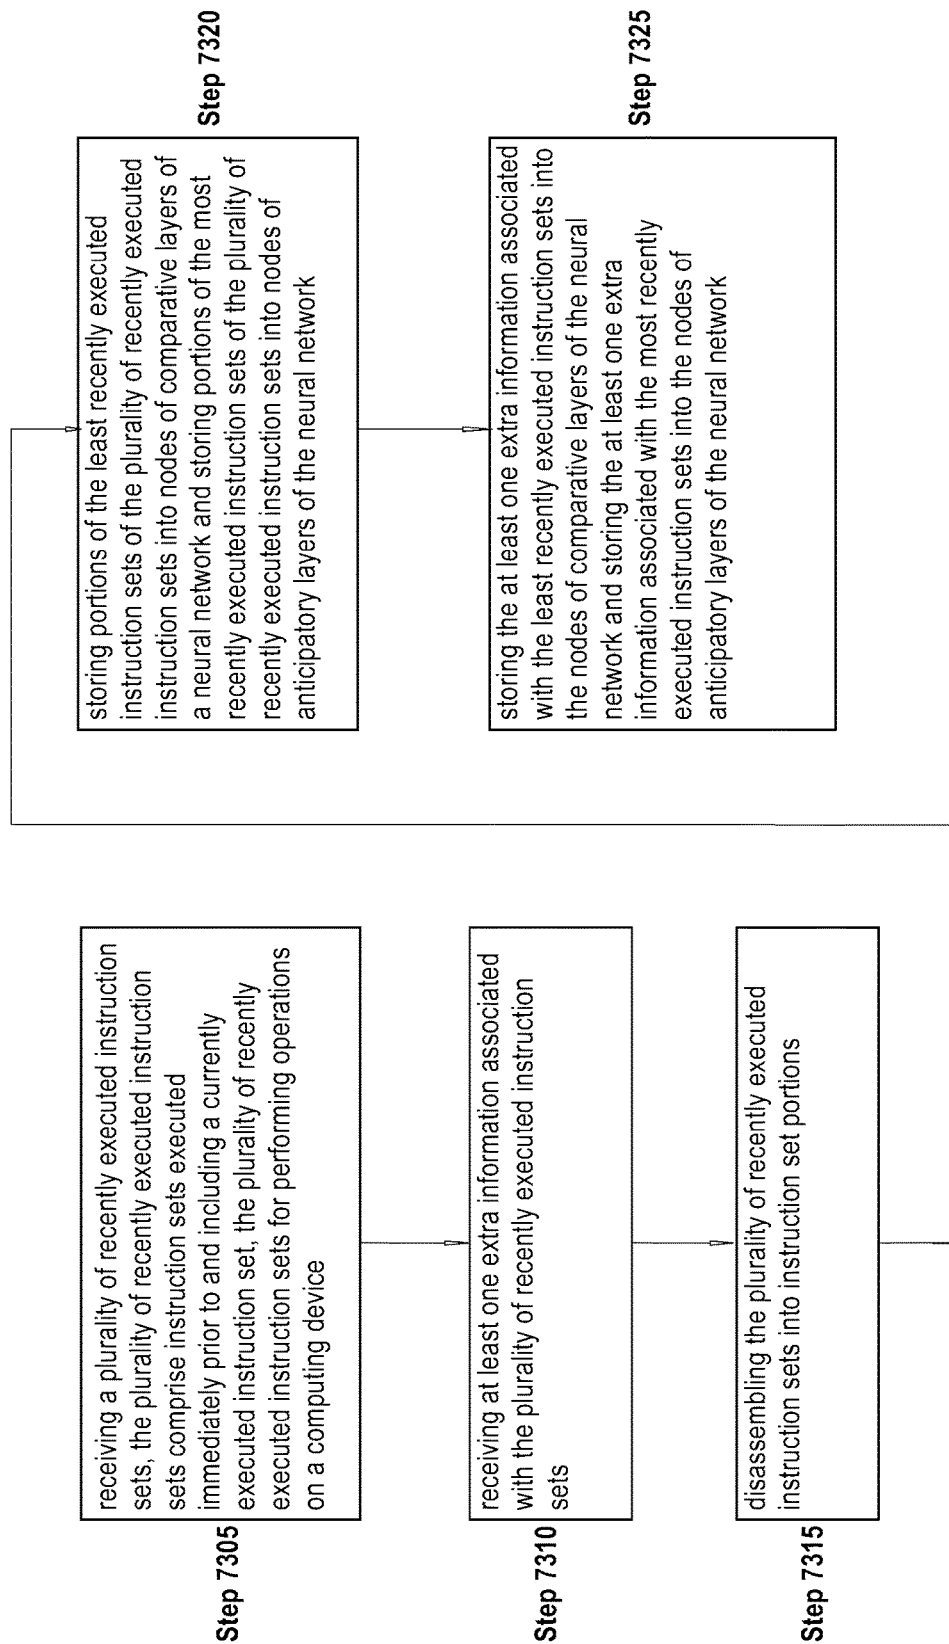 Step 7305
receiving a plurality of recently executed instruction
sets, the plurality of recently executed instruction
sets comprise instruction sets executed
immediately prior to and including a currently
executed instruction set, the plurality of recently
executed instruction sets for performing operations
on a computing device
Step 7310
receiving at least one extra information associated
with the plurality of recently executed instruction
sets
Step 7315
disassembling the plurality of recently executed
instruction sets into instruction set portions
Step 7320
storing portions of the least recently executed
instruction sets of the plurality of recently executed
instruction sets into nodes of comparative layers of
a neural network and storing portions of the most
recently executed instruction sets of the plurality of
recently executed instruction sets into nodes of
anticipatory layers of the neural network
Step 7325
storing the at least one extra information associated
with the least recently executed instruction sets into
the nodes of comparative layers of the neural
network and storing the at least one extra
information associated with the most recently
executed instruction sets into the nodes of
anticipatory layers of the neural network